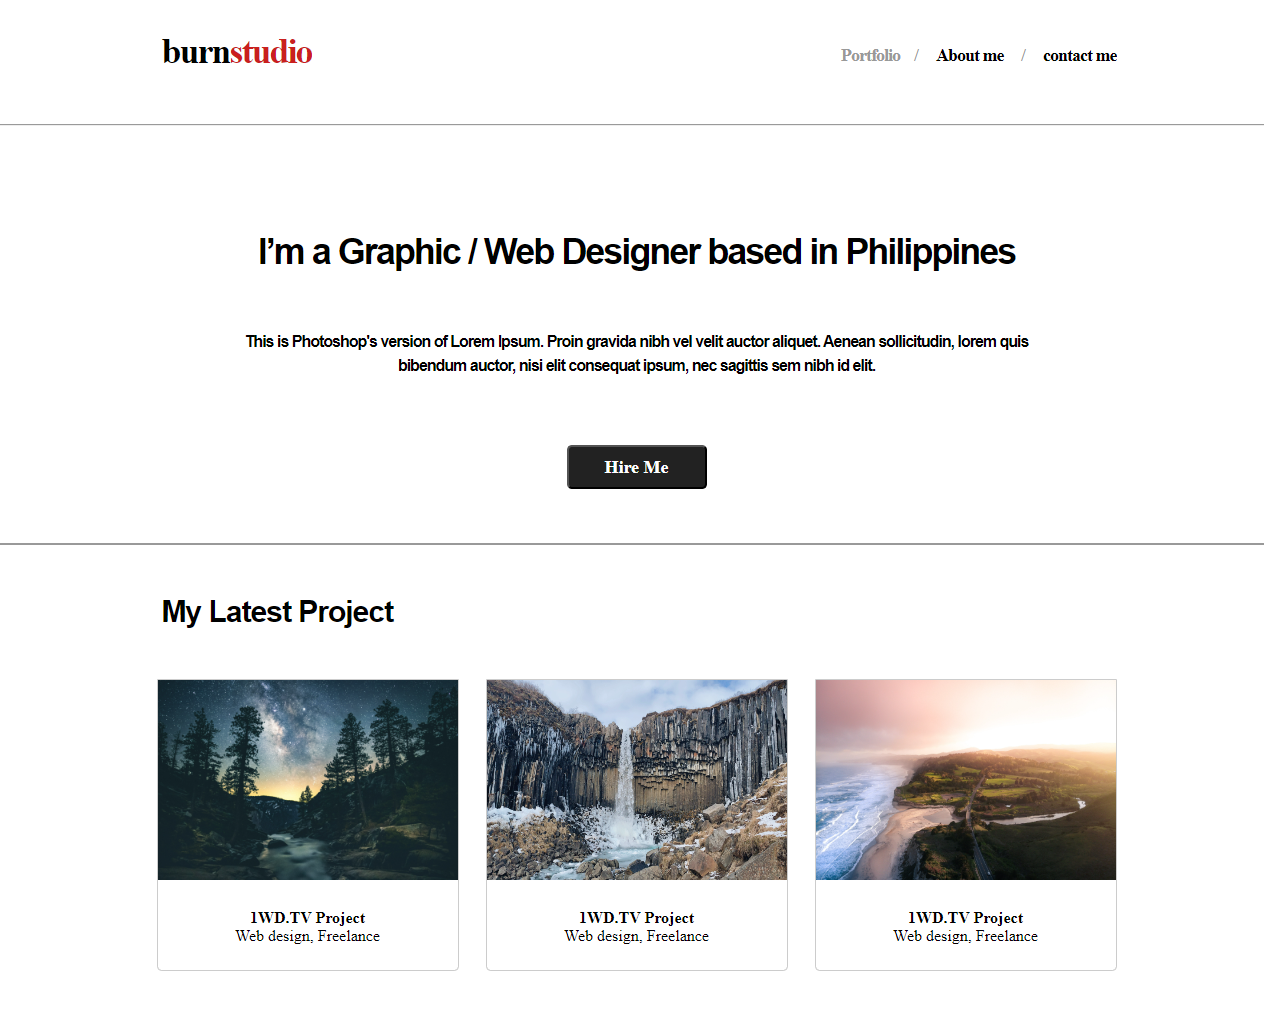 burnstudio
Portfolio / About me / contact me
I’m a Graphic / Web Designer based in Philippines
This is Photoshop's version of Lorem Ipsum. Proin gravida nibh vel velit auctor aliquet. Aenean sollicitudin, lorem quis
bibendum auctor, nisi elit consequat ipsum, nec sagittis sem nibh id elit.
Hire Me
My Latest Project
1WD.TV Project
Web design, Freelance
1WD.TV Project
Web design, Freelance
1WD.TV Project
Web design, Freelance